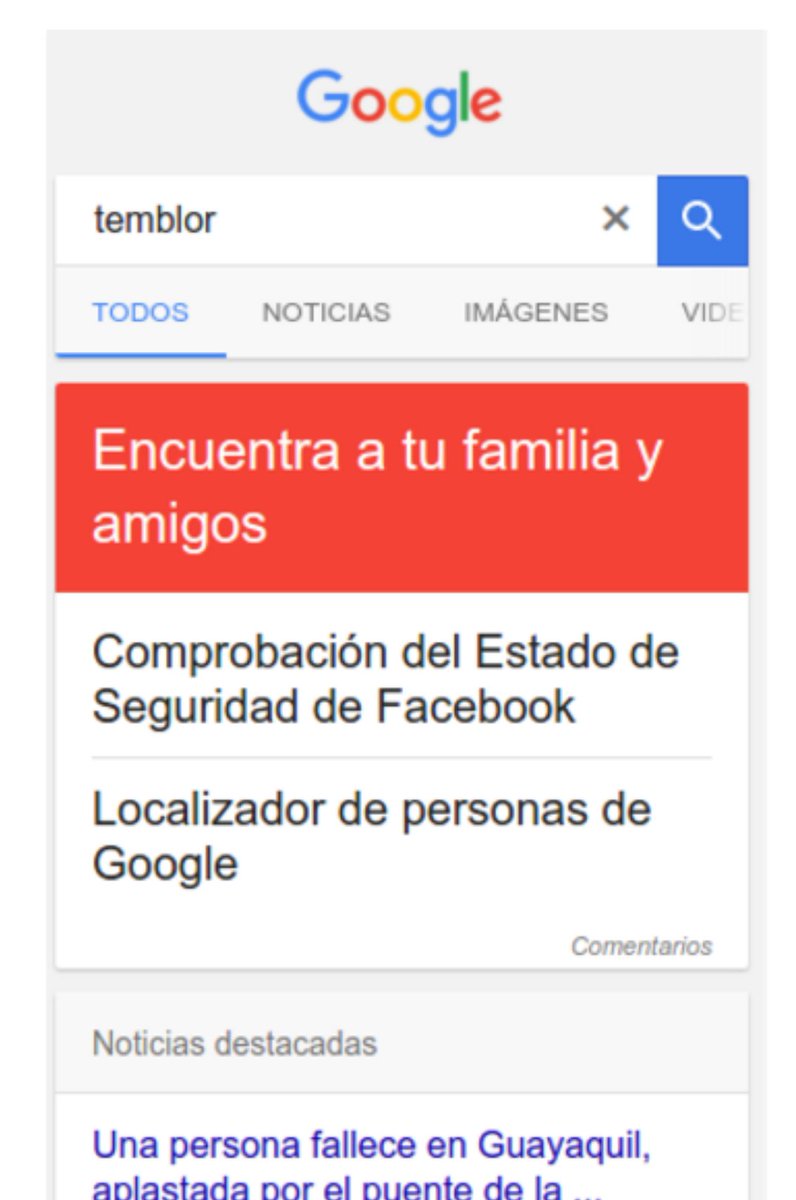 Google
temblor
TODOS NOTICIAS IMÁGENES VIDE
Encuentra a tu familia y
amigos
Comprobación del Estado de
Seguridad de Facebook
Localizador de personas de
Google
Comentarios
Noticias destacadas
Una persona fallece en Guayaquil,
aplastada por el puente de la ...